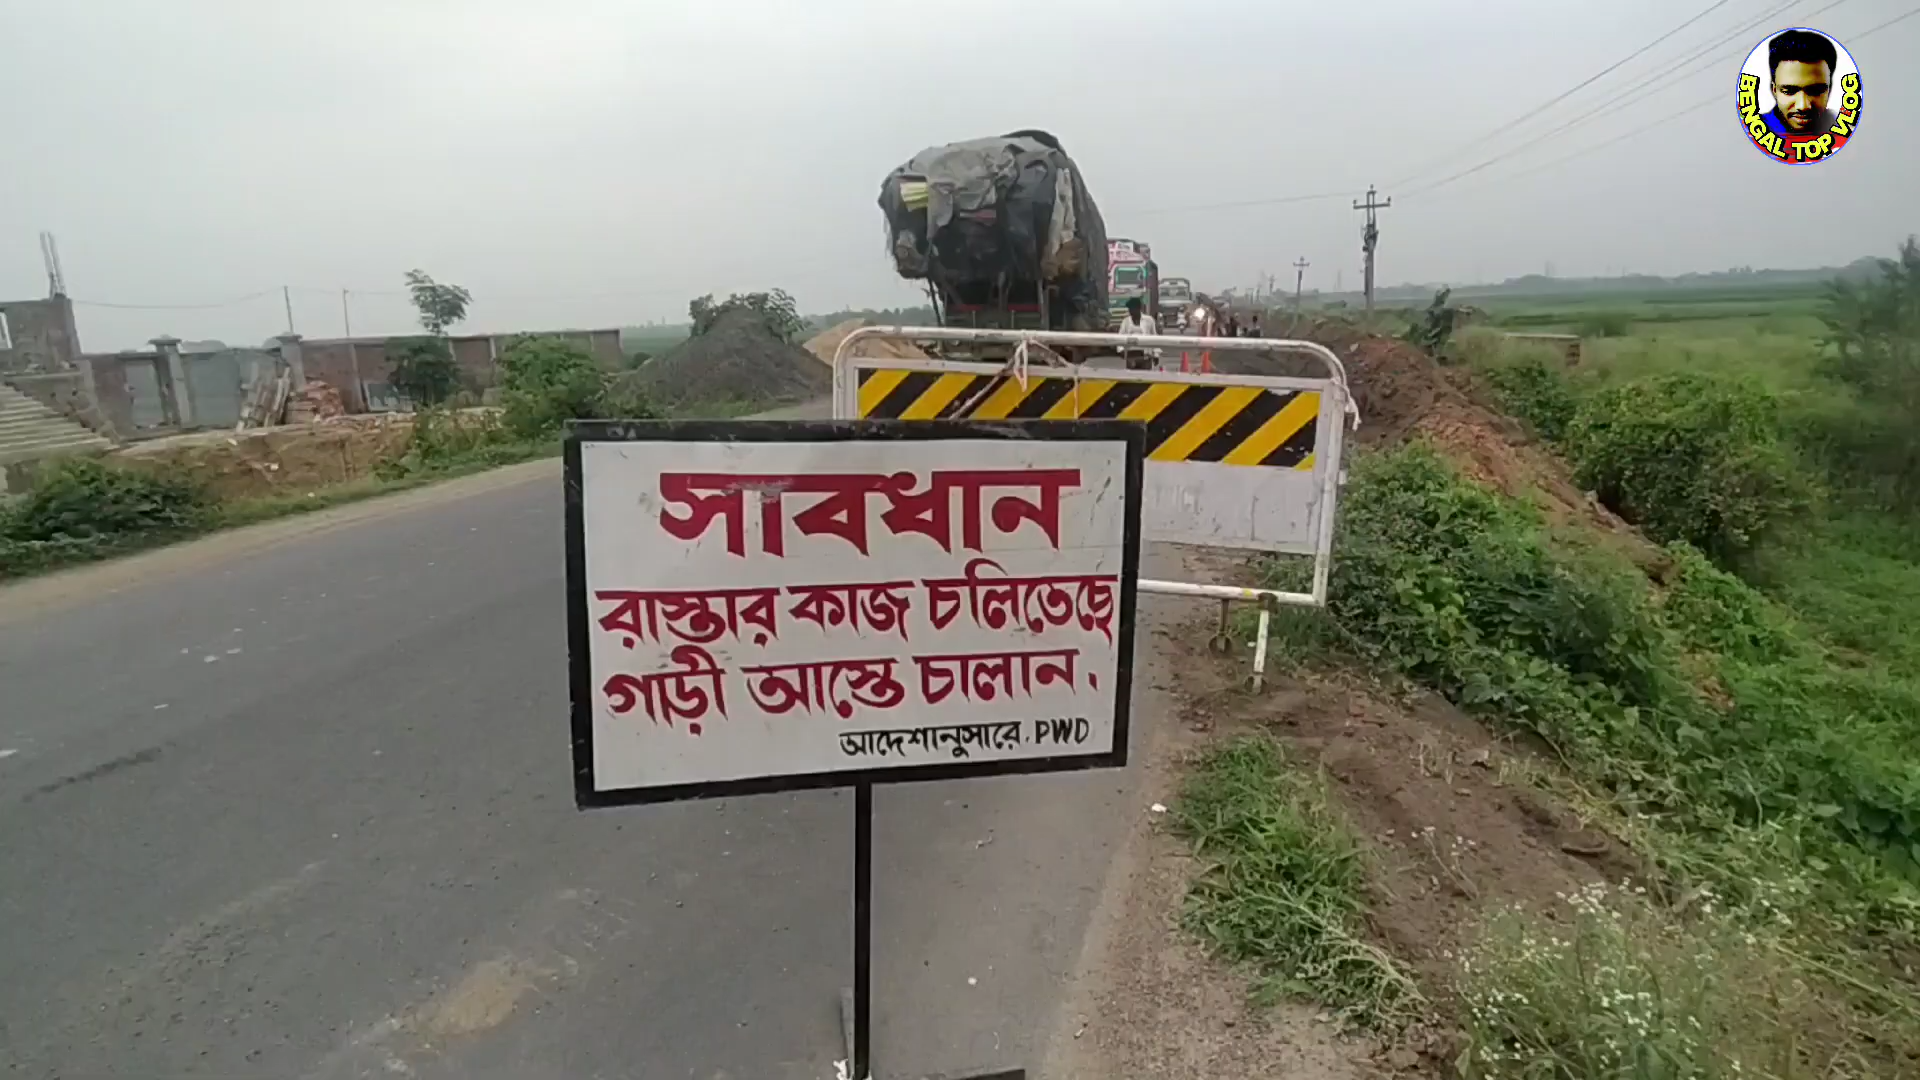 BENGAL TOP VLOG
সাবধান
রাস্তার কাজ চলিতেছে
গাড়ী আস্তে চালান.
আদেশানুসারে. PWD